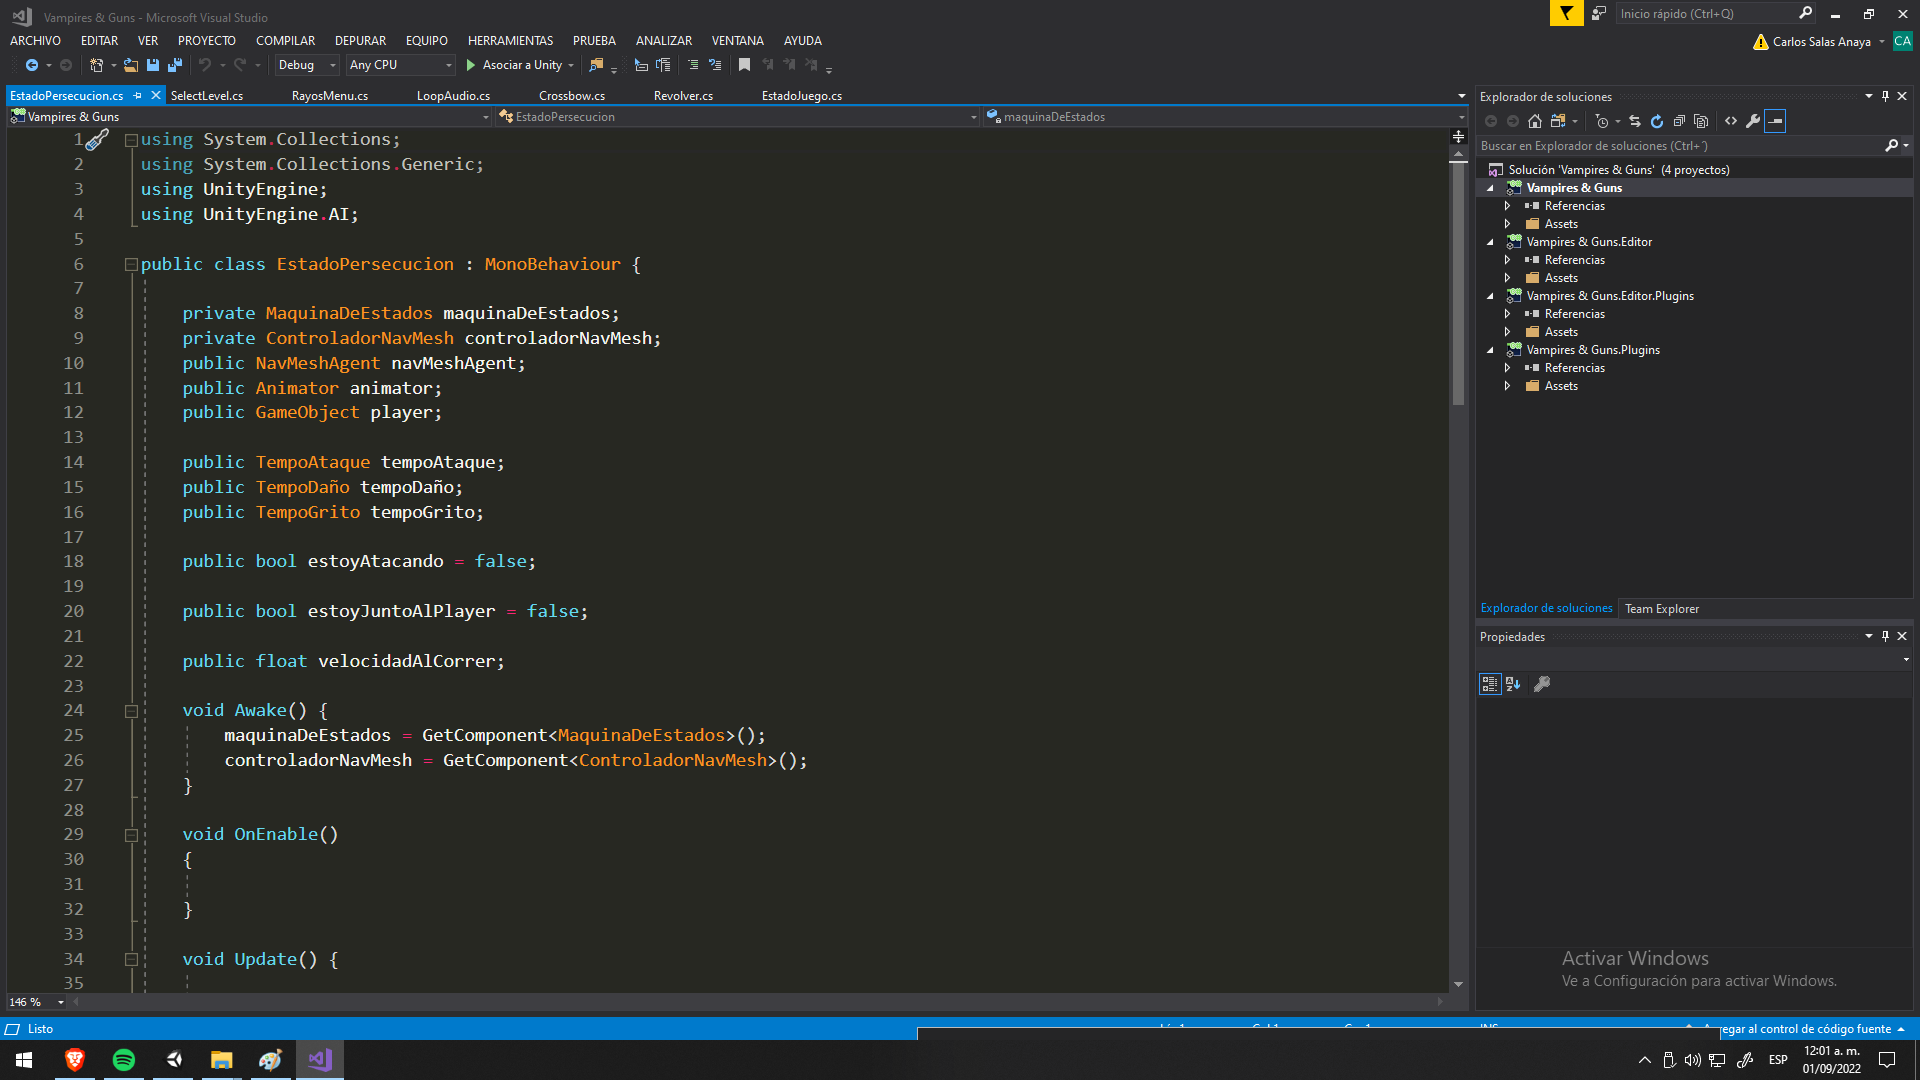 Vampires & Guns - Microsoft Visual Studio
Inicio rápido (Ctrl+Q)
ARCHIVO EDITAR VER PROYECTO COMPILAR DEPURAR EQUIPO HERRAMIENTAS PRUEBA ANALIZAR VENTANA AYUDA
Carlos Salas Anaya CA
Debug Any CPU Asociar a Unity
EstadoPersecucion.cs SelectLevel.cs RayosMenu.cs LoopAudio.cs Crossbow.cs Revolver.cs EstadoJuego.cs
Vampires & Guns EstadoPersecucion maquinaDeEstados
1 using System.Collections;
2 using System.Collections.Generic;
3 using UnityEngine;
4 using UnityEngine.AI;
5
6 public class EstadoPersecucion : MonoBehaviour {
7
8 private MaquinaDeEstados maquinaDeEstados;
9 private ControladorNavMesh controladorNavMesh;
10 public NavMeshAgent navMeshAgent;
11 public Animator animator;
12 public GameObject player;
13
14 public TempoAtaque tempoAtaque;
15 public TempoDaño tempoDaño;
16 public TempoGrito tempoGrito;
17
18 public bool estoyAtacando = false;
19
20 public bool estoyJuntoAlPlayer = false;
21
22 public float velocidadAlCorrer;
23
24 void Awake() {
25 maquinaDeEstados = GetComponent<MaquinaDeEstados>();
26 controladorNavMesh = GetComponent<ControladorNavMesh>();
27 }
28
29 void OnEnable()
30 {
31
32 }
33
34 void Update() {
35
146 %
Explorador de soluciones
Buscar en Explorador de soluciones (Ctrl+´)
Solución 'Vampires & Guns' (4 proyectos)
Vampires & Guns
Referencias
Assets
Vampires & Guns.Editor
Referencias
Assets
Vampires & Guns.Editor.Plugins
Referencias
Assets
Vampires & Guns.Plugins
Referencias
Assets
Explorador de soluciones Team Explorer
Propiedades
Activar Windows
Ve a Configuración para activar Windows.
Listo
egar al control de código fuente
ESP
12:01 a. m.
01/09/2022